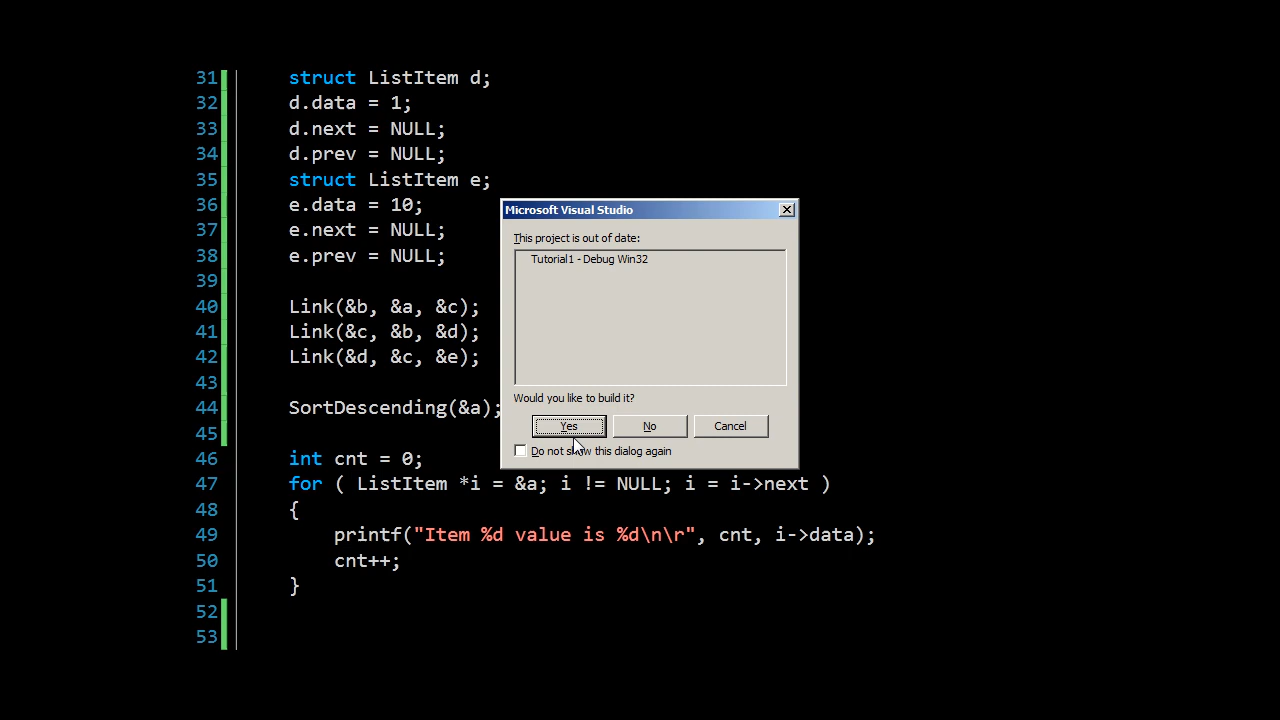 31 struct ListItem d;
32 d.data = 1;
33 d.next = NULL;
34 d.prev = NULL;
35 struct ListItem e;
36 e.data = 10;
37 e.next = NULL;
38 e.prev = NULL;
39
40 Link(&b, &a, &c);
41 Link(&c, &b, &d);
42 Link(&d, &c, &e);
43
44 SortDescending(&a);
45
46 int cnt = 0;
47 for ( ListItem *i = &a; i != NULL; i = i->next )
48 {
49 printf("Item %d value is %d\n\r", cnt, i->data);
50 cnt++;
51 }
52
53
Microsoft Visual Studio
This project is out of date:
Tutorial1 - Debug Win32
Would you like to build it?
Yes No Cancel
Do not show this dialog again